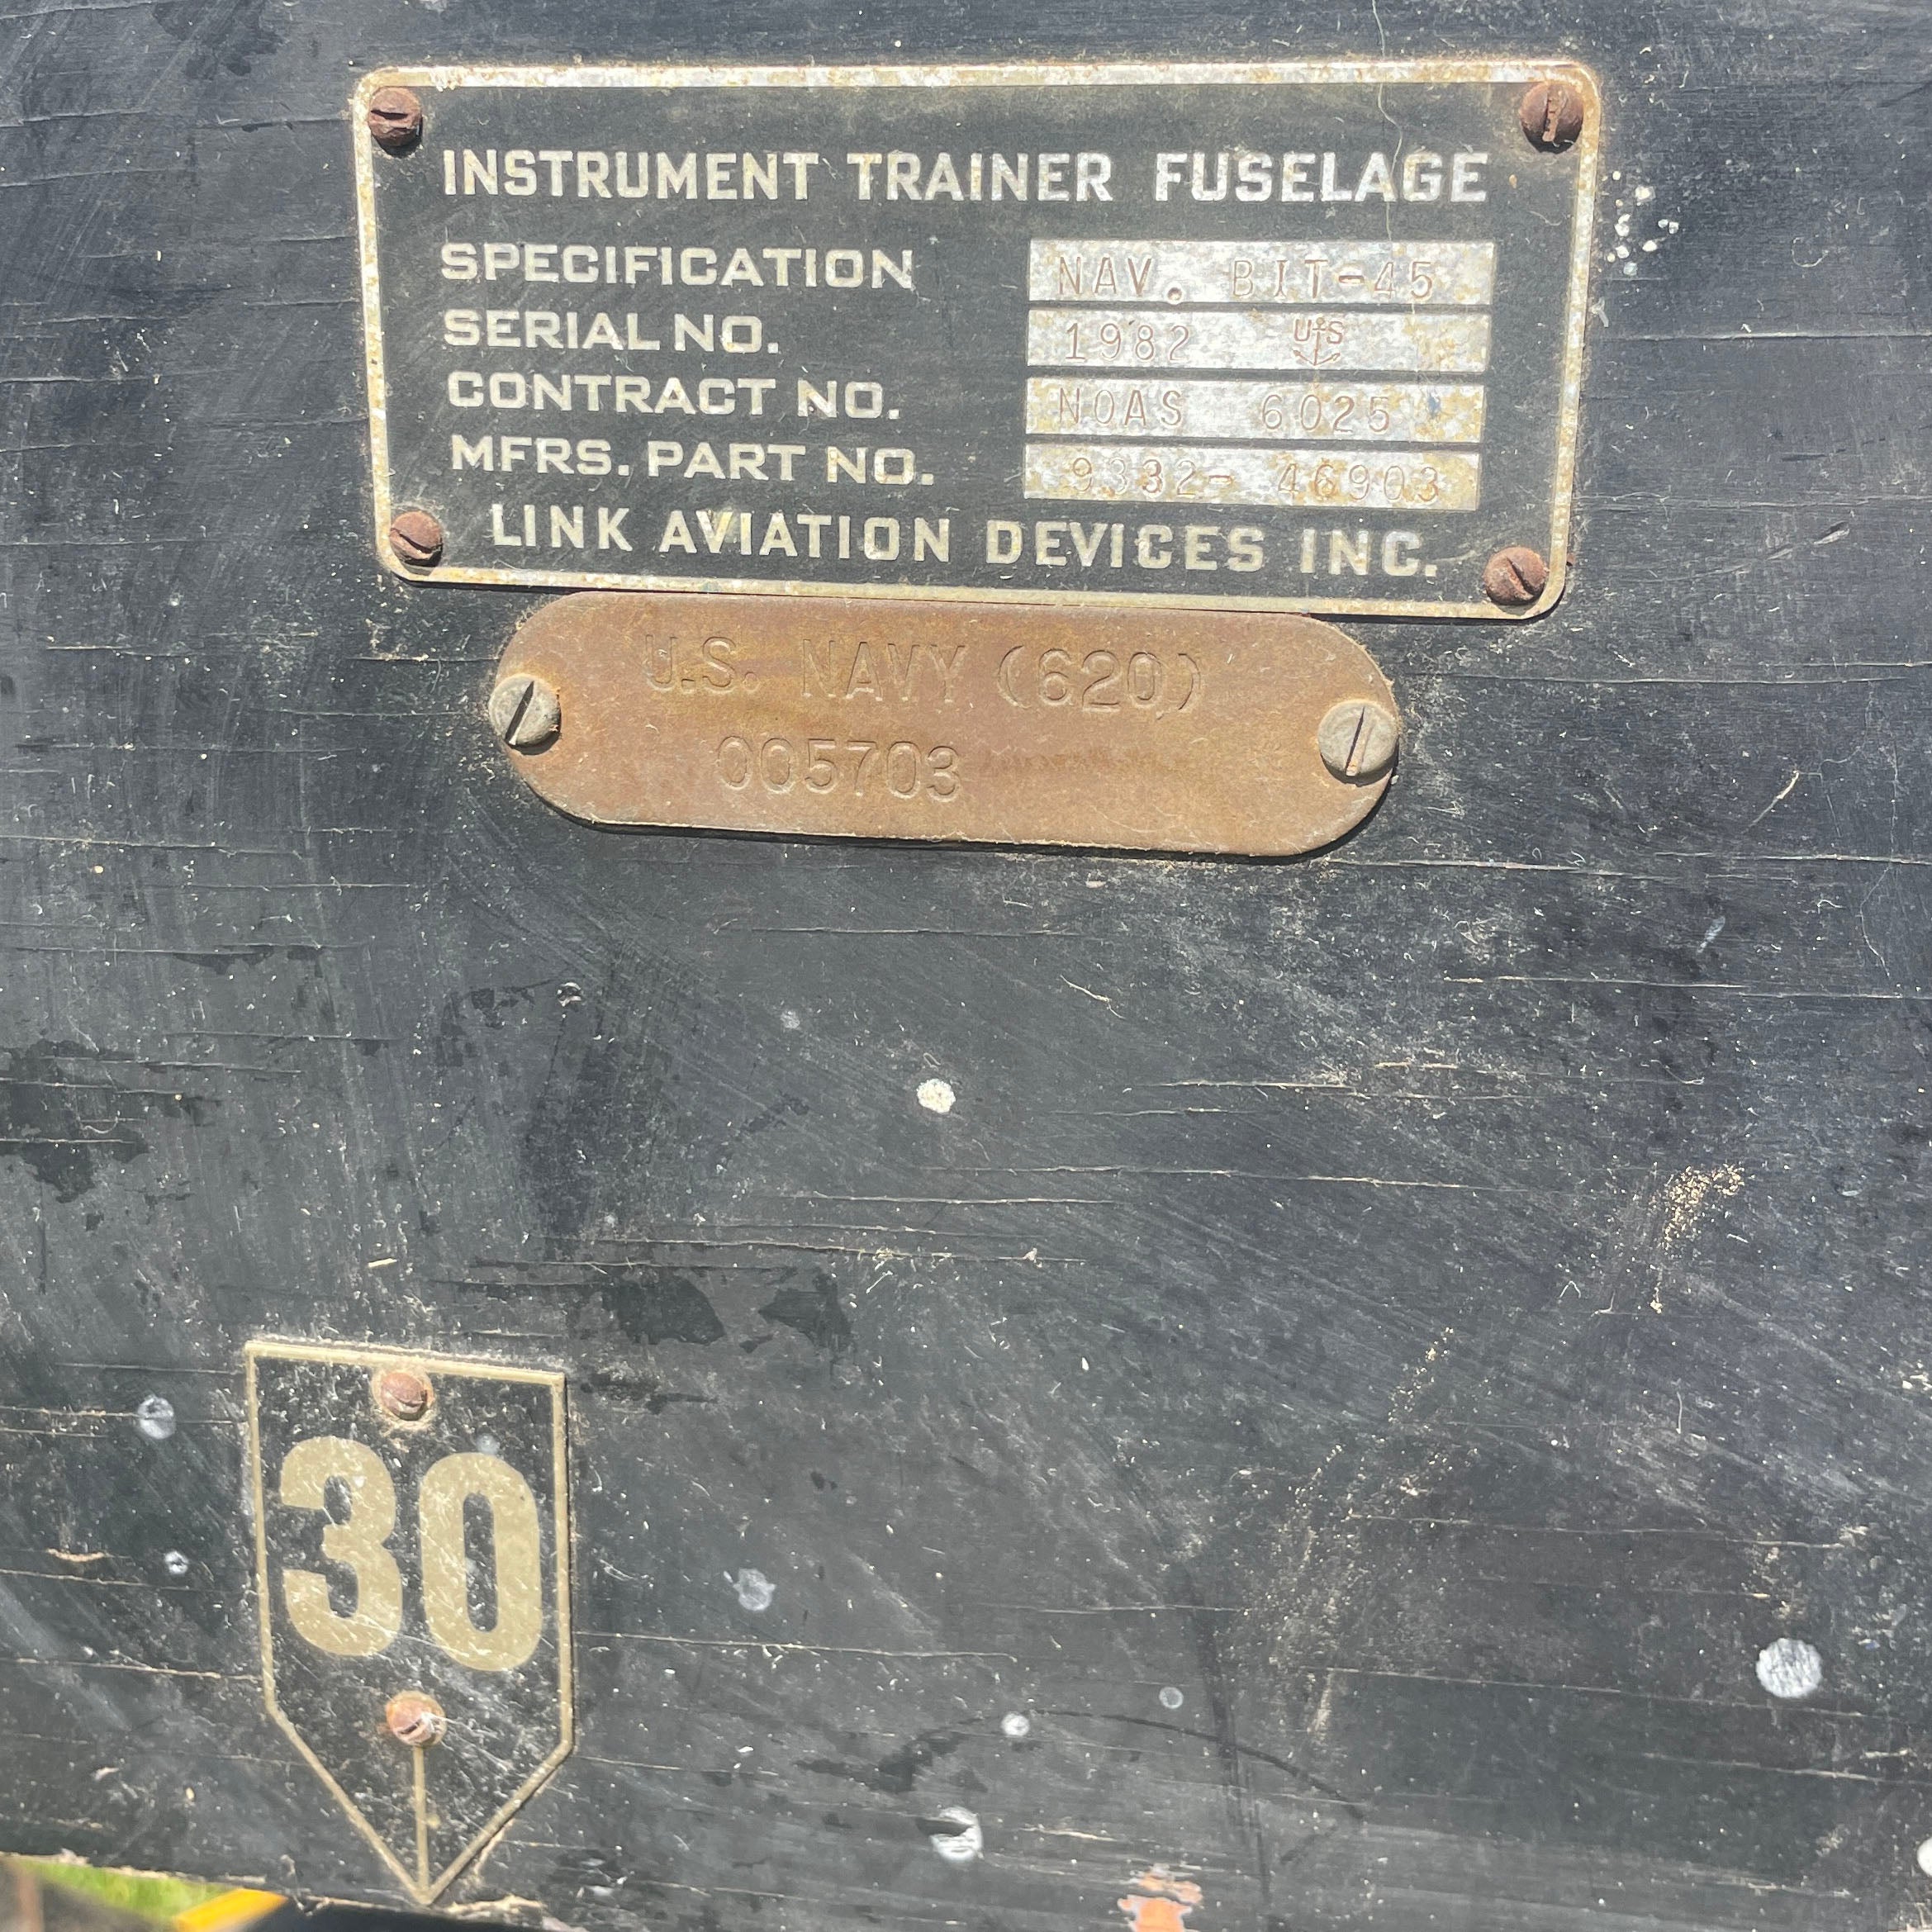 INSTRUMENT TRAINER FUSELAGE
SPECIFICATION NAV. BIT-45
SERIAL NO. 1982 US
CONTRACT NO. NOAS 6025
MFRS. PART NO. 9332- 46903
LINK AVIATION DEVICES INC.
U.S. NAVY (620)
005703
30